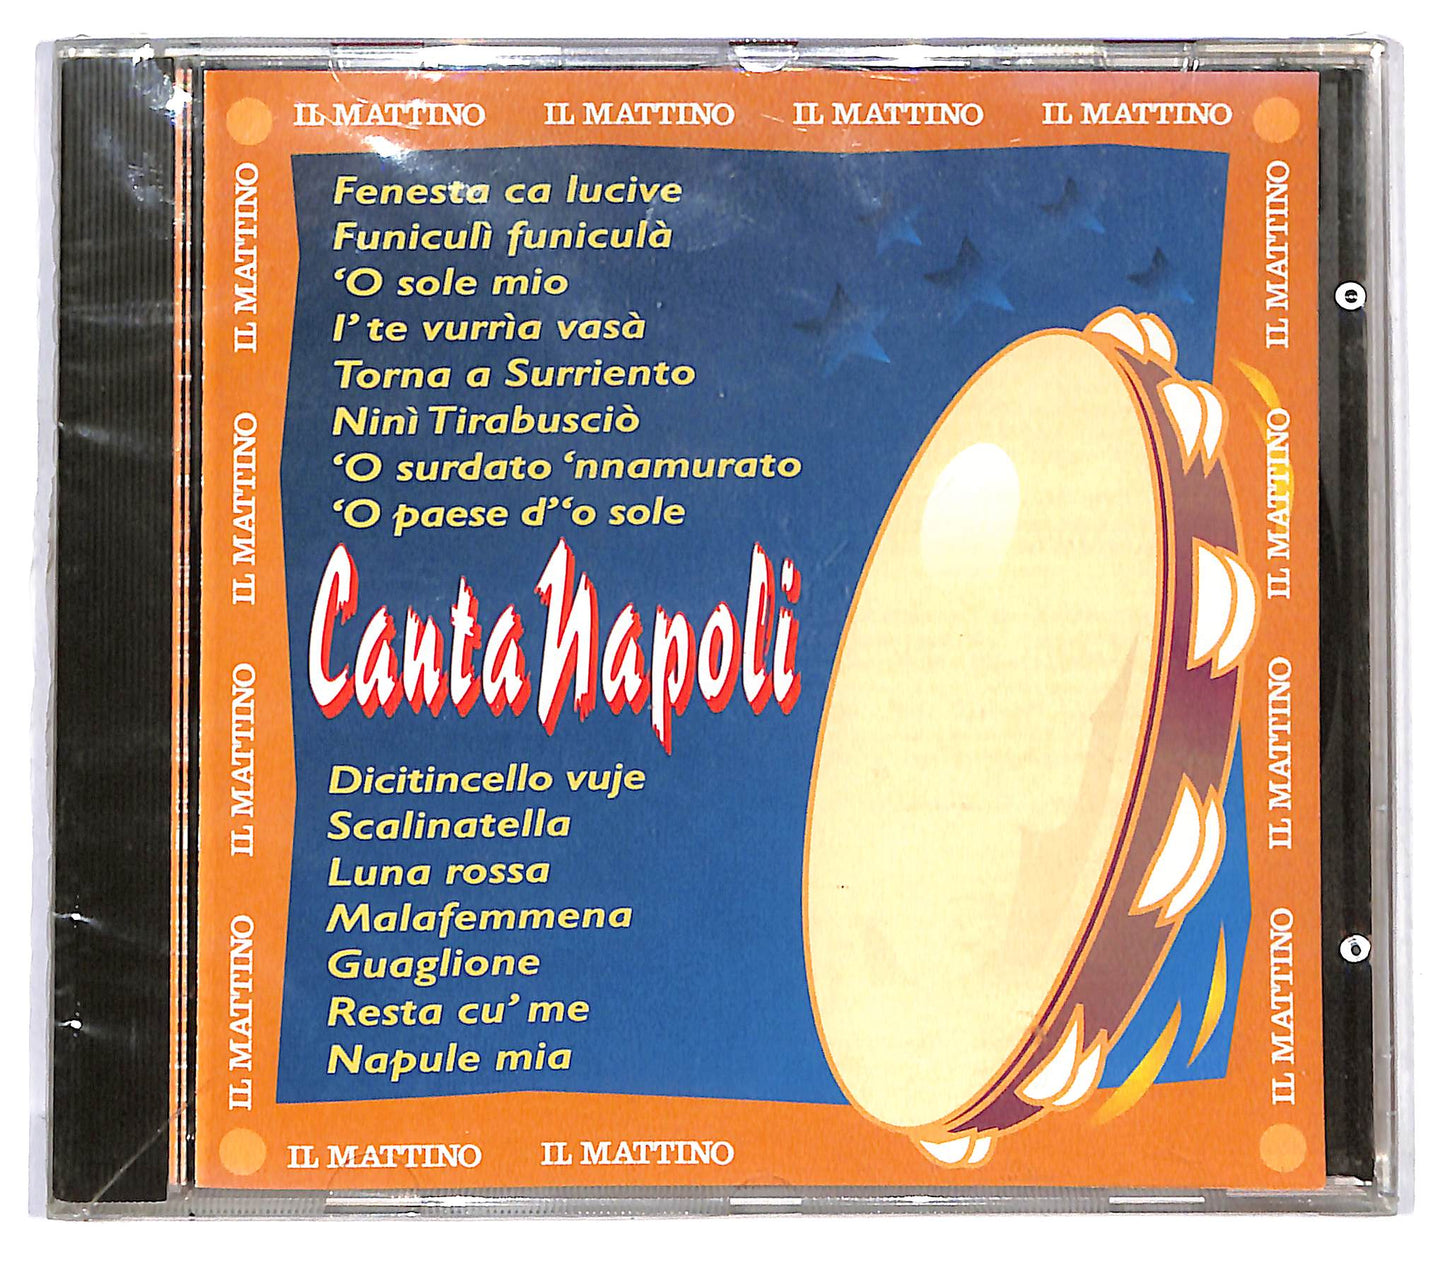 IL MATTINO IL MATTINO IL MATTINO IL MATTINO
IL MATTINO
IL MATTINO
IL MATTINO
IL MATTINO
Fenesta ca lucive
Funiculì funiculà
‘O sole mio
I’ te vurrìa vasà
Torna a Surriento
Ninì Tirabusciò
‘O surdato ‘nnamurato
‘O paese d’‘o sole
Canta Napoli
Dicitincello vuje
Scalinatella
Luna rossa
Malafemmena
Guaglione
Resta cu’ me
Napule mia
IL MATTINO
IL MATTINO
IL MATTINO
IL MATTINO
IL MATTINO IL MATTINO